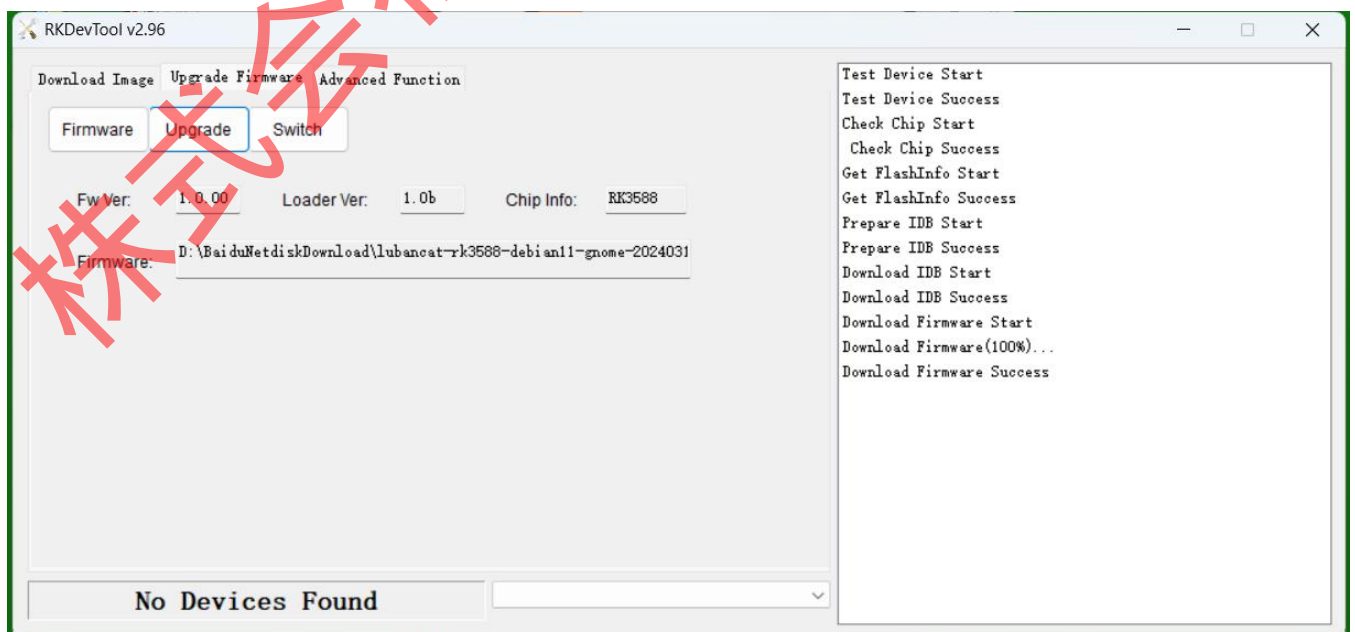 RKDevTool v2.96
Download Image Upgrade Firmware Advanced Function
Firmware Upgrade Switch
Fw Ver: 1.0.00 Loader Ver: 1.0b Chip Info: RK3588
Firmware: D:\BaiduNetdiskDownload\lubancat-rk3588-debian11-gnome-2024031
No Devices Found
Test Device Start
Test Device Success
Check Chip Start
Check Chip Success
Get FlashInfo Start
Get FlashInfo Success
Prepare IDB Start
Prepare IDB Success
Download IDB Start
Download IDB Success
Download Firmware Start
Download Firmware(100%)...
Download Firmware Success
株式会